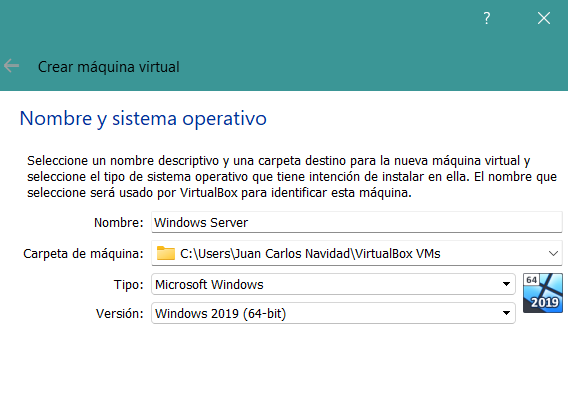 ?
Crear máquina virtual
Nombre y sistema operativo
Seleccione un nombre descriptivo y una carpeta destino para la nueva máquina virtual y
seleccione el tipo de sistema operativo que tiene intención de instalar en ella. El nombre que
seleccione será usado por VirtualBox para identificar esta máquina.
Nombre: Windows Server
Carpeta de máquina: C:\Users\Juan Carlos Navidad\VirtualBox VMs
Tipo: Microsoft Windows
64
Versión: Windows 2019 (64-bit)
2019